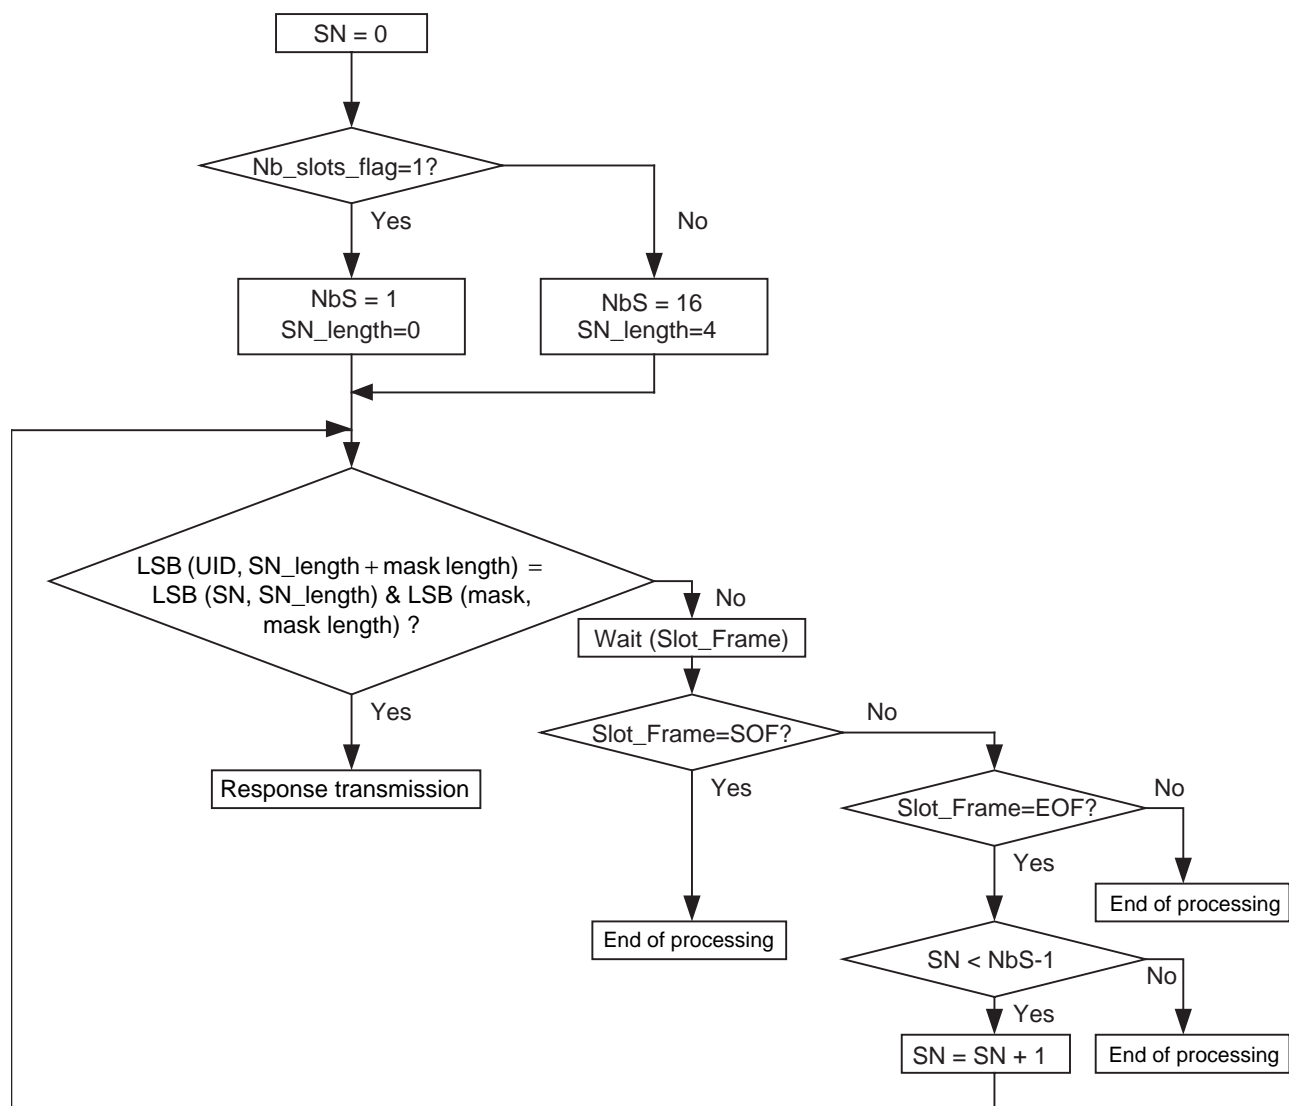 SN = 0
Nb_slots_flag=1?
Yes
No
NbS = 1
SN_length=0
NbS = 16
SN_length=4
LSB (UID, SN_length + mask length) =
LSB (SN, SN_length) & LSB (mask,
mask length) ?
No
Wait (Slot_Frame)
Yes
Response transmission
Slot_Frame=SOF?
No
Yes
Slot_Frame=EOF?
No
Yes
End of processing
End of processing
SN < NbS-1
No
Yes
SN = SN + 1
End of processing